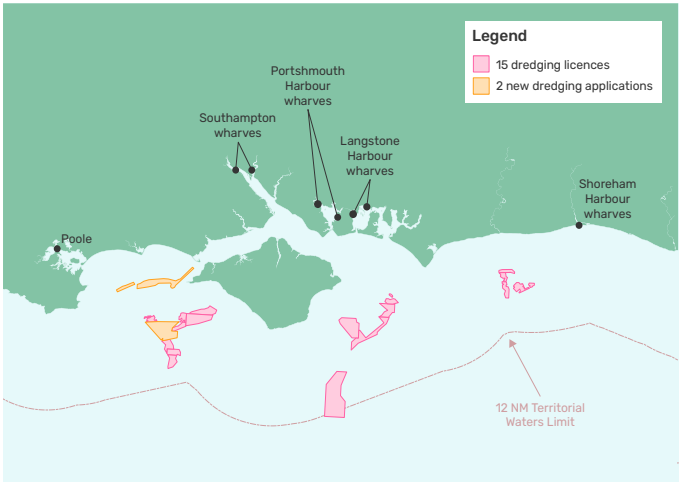 Legend
15 dredging licences
2 new dredging applications
Portshmouth
Harbour
wharves
Southampton
wharves
Langstone
Harbour
wharves
Shoreham
Harbour
wharves
Poole
12 NM Territorial
Waters Limit